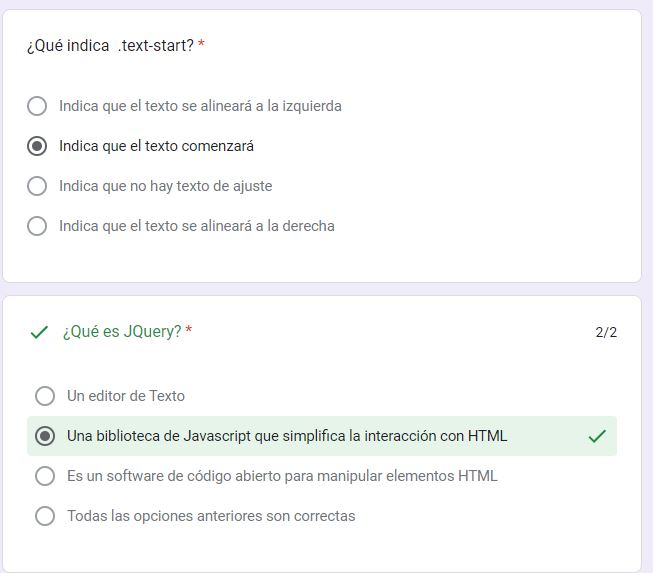 ¿Qué indica .text-start? *
Indica que el texto se alineará a la izquierda
Indica que el texto comenzará
Indica que no hay texto de ajuste
Indica que el texto se alineará a la derecha
¿Qué es JQuery? *
2/2
Un editor de Texto
Una biblioteca de Javascript que simplifica la interacción con HTML
Es un software de código abierto para manipular elementos HTML
Todas las opciones anteriores son correctas